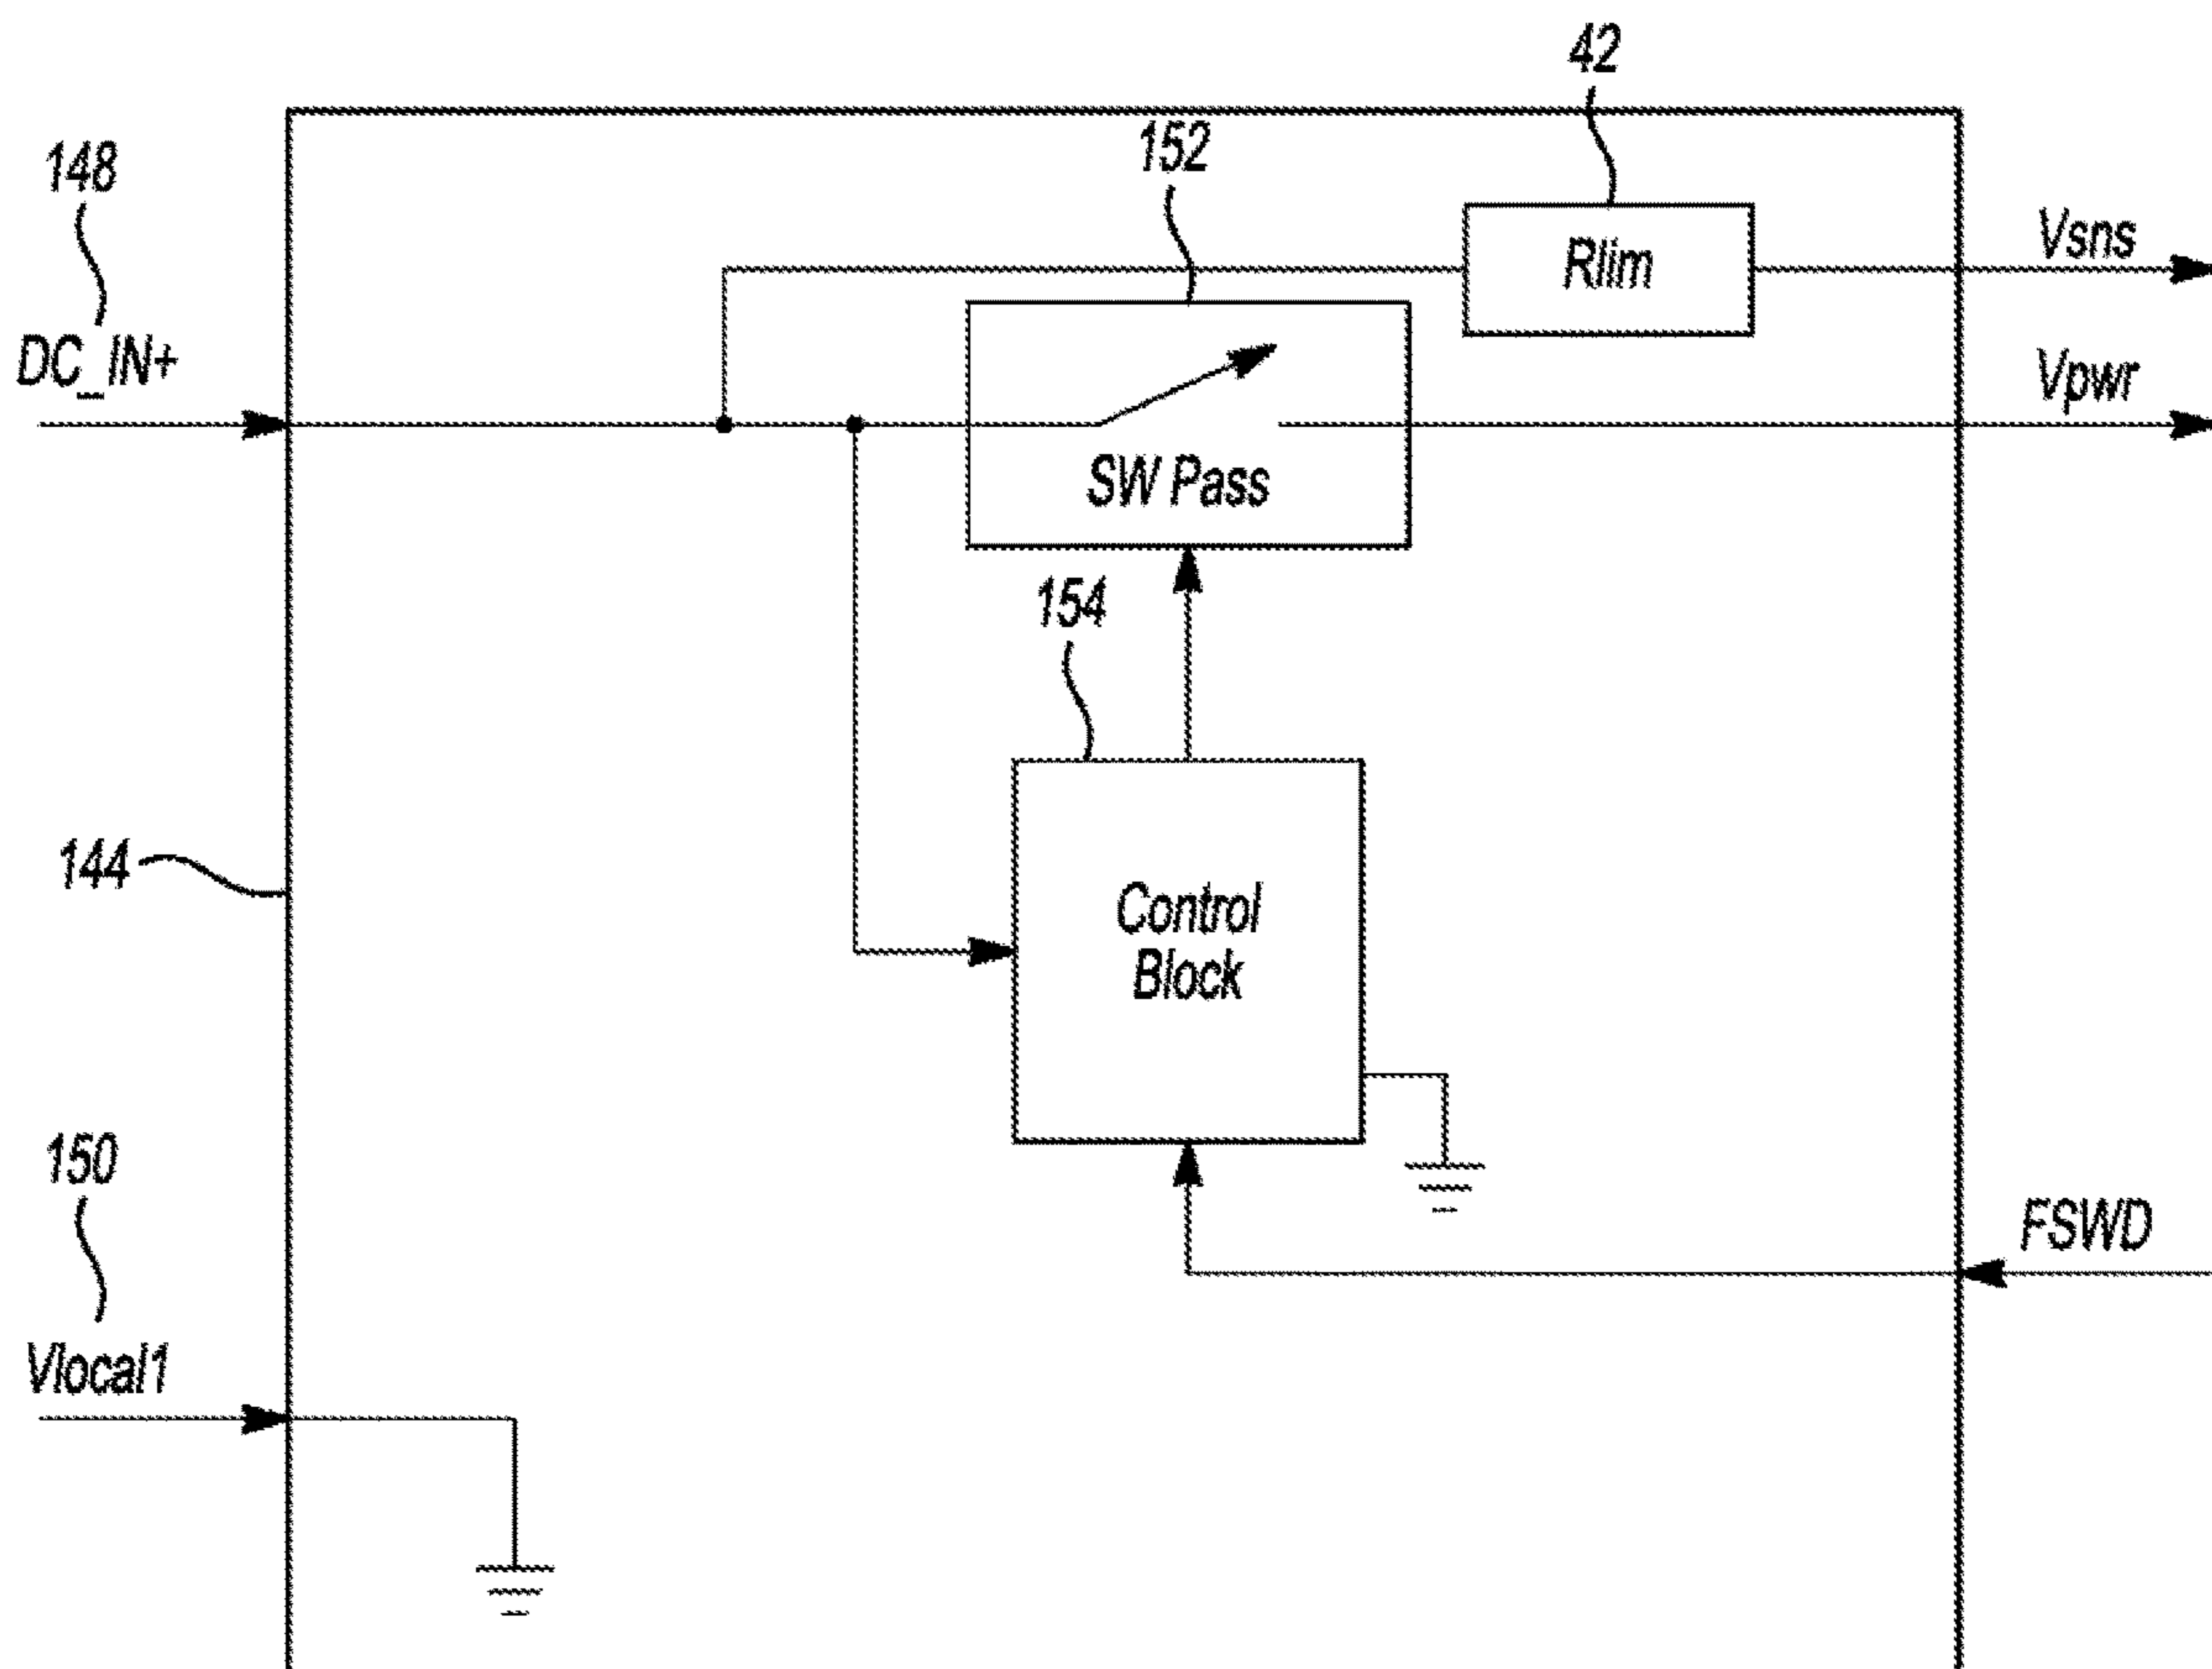 42
152
148
Rlim
Vsns
DC_IN+
Vpwr
SW Pass
154
Control
Block
144
150
FSWD
Vlocal1